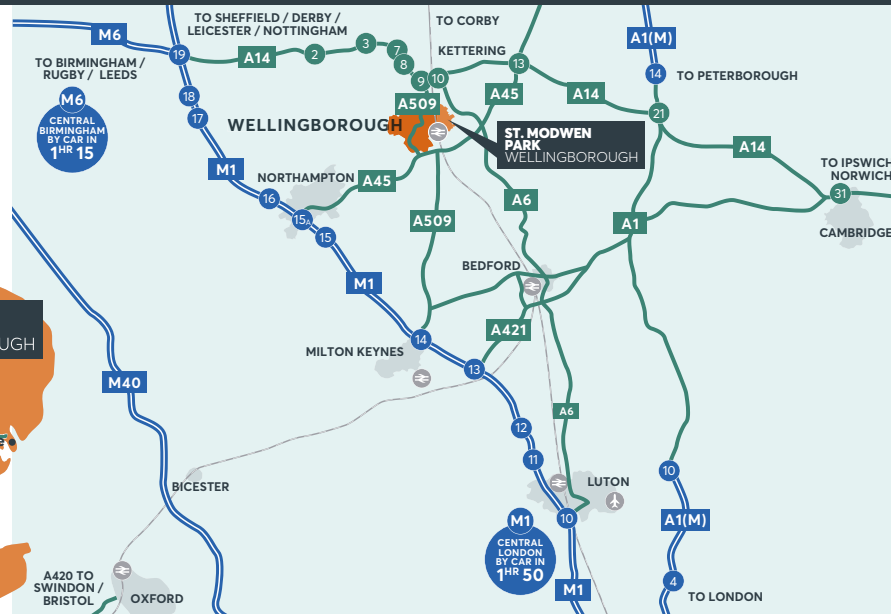 TO SHEFFIELD / DERBY /
LEICESTER / NOTTINGHAM
TO CORBY
M6
A1(M)
KETTERING
3
7
2
19
A14
8
13
TO BIRMINGHAM /
RUGBY / LEEDS
14
TO PETERBOROUGH
9
10
A509
A45
A14
18
17
21
M6
CENTRAL
BIRMINGHAM
BY CAR IN
1HR 15
WELLINGBOROUGH
ST. MODWEN
PARK
WELLINGBOROUGH
A14
M1
NORTHAMPTON
A45
TO IPSWICH
NORWICH
16
31
A6
15A
A509
A1
CAMBRIDGE
15
BEDFORD
M1
UGH
A421
14
MILTON KEYNES
13
M40
A6
12
11
10
BICESTER
LUTON
M1
10
A1(M)
CENTRAL
LONDON
BY CAR IN
1HR 50
A420 TO
SWINDON /
BRISTOL
OXFORD
M1
4
TO LONDON